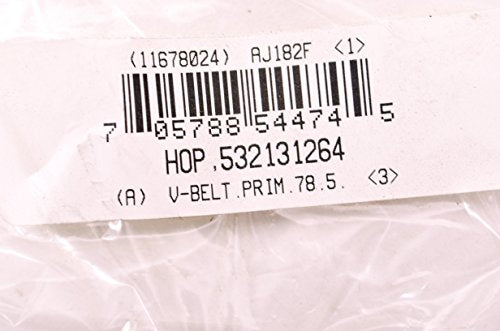 (11678024) AJ182F <1>
7 05788 54474 5
HOP,532131264
(A) V-BELT.PRIM.78.5. <3>